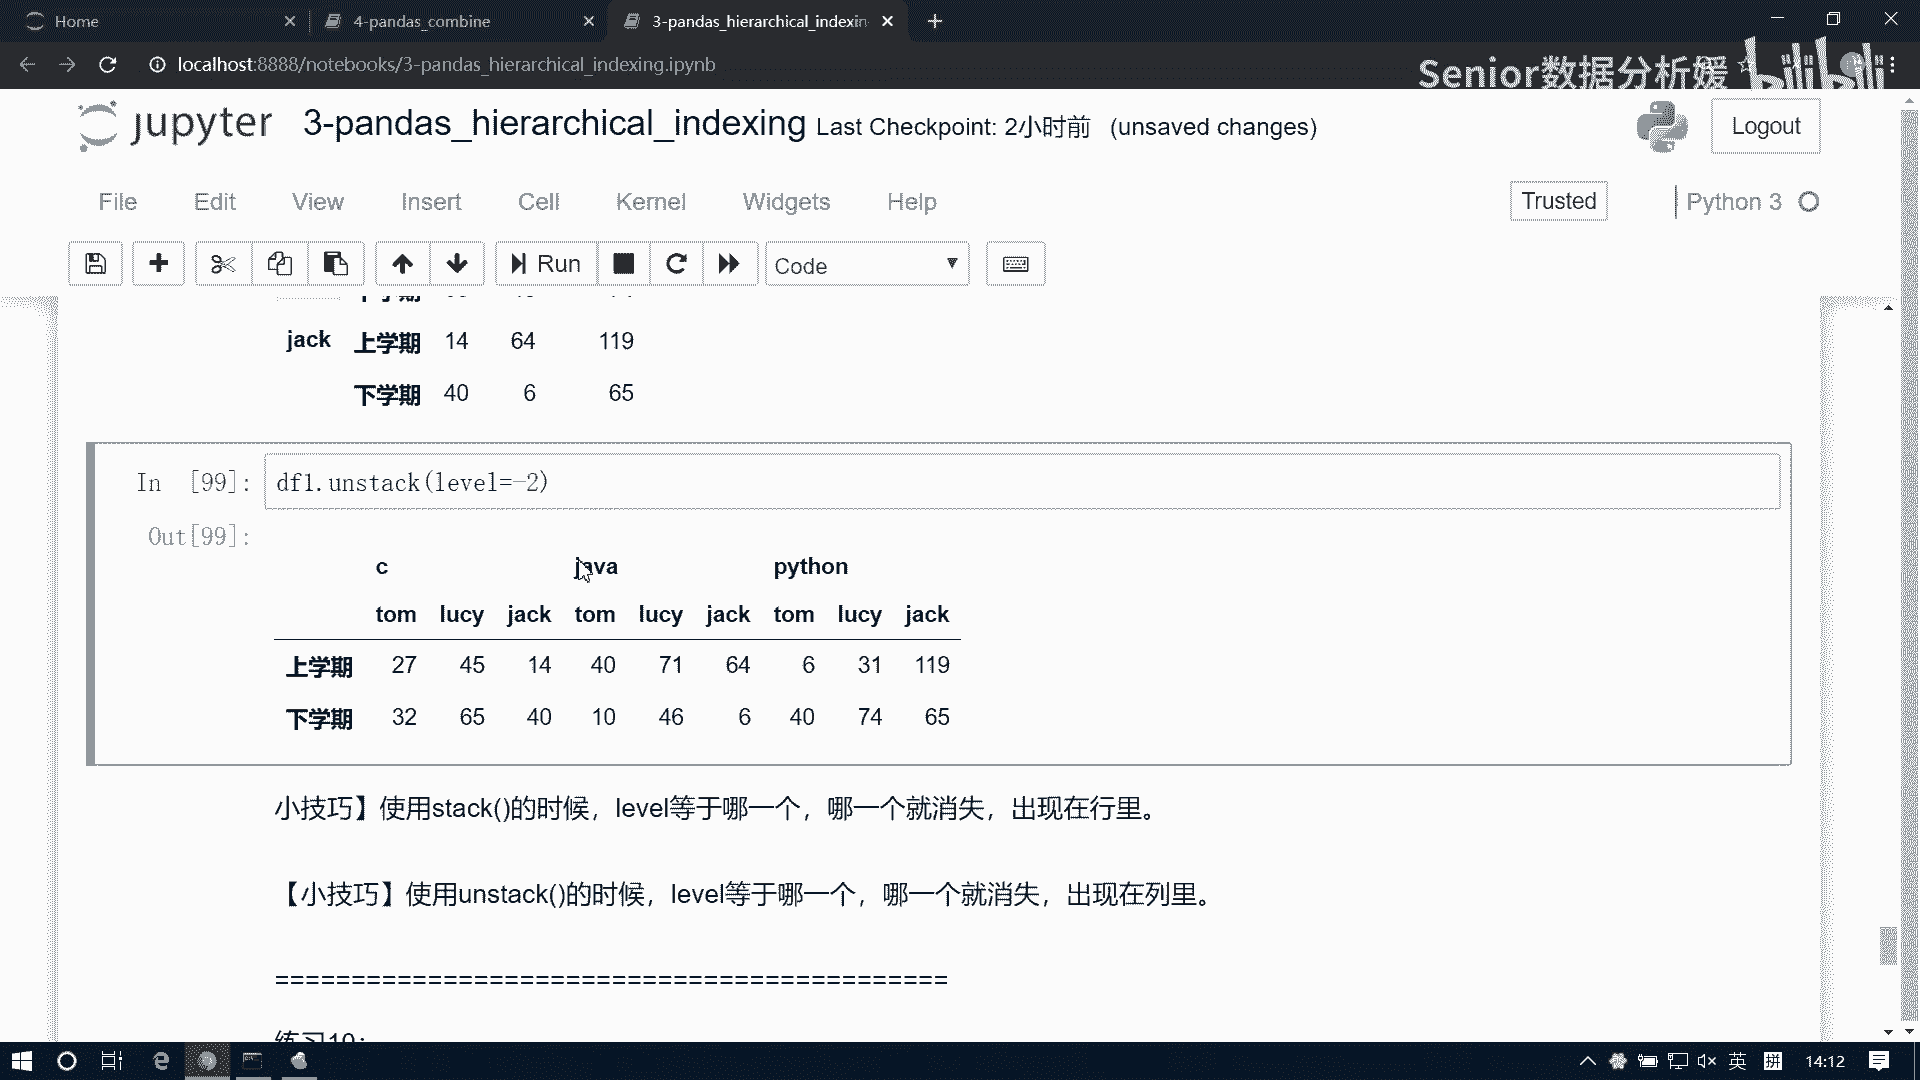 Home
4-pandas_combine
3-pandas_hierarchical_indexin
localhost:8888/notebooks/3-pandas_hierarchical_indexing.ipynb
Senior数据分析媛 bilibili
jupyter 3-pandas_hierarchical_indexing Last Checkpoint: 2小时前 (unsaved changes)
Logout
File Edit View Insert Cell Kernel Widgets Help
Trusted
Python 3
Run
Code
jack 上学期 14 64 119
下学期 40 6 65
In [99]: df1.unstack(level=-2)
Out[99]:
c java python
tom lucy jack tom lucy jack tom lucy jack
上学期 27 45 14 40 71 64 6 31 119
下学期 32 65 40 10 46 6 40 74 65
小技巧】使用stack()的时候，level等于哪一个，哪一个就消失，出现在行里。
【小技巧】使用unstack()的时候，level等于哪一个，哪一个就消失，出现在列里。
============================================
练习10：
英 拼 14:12